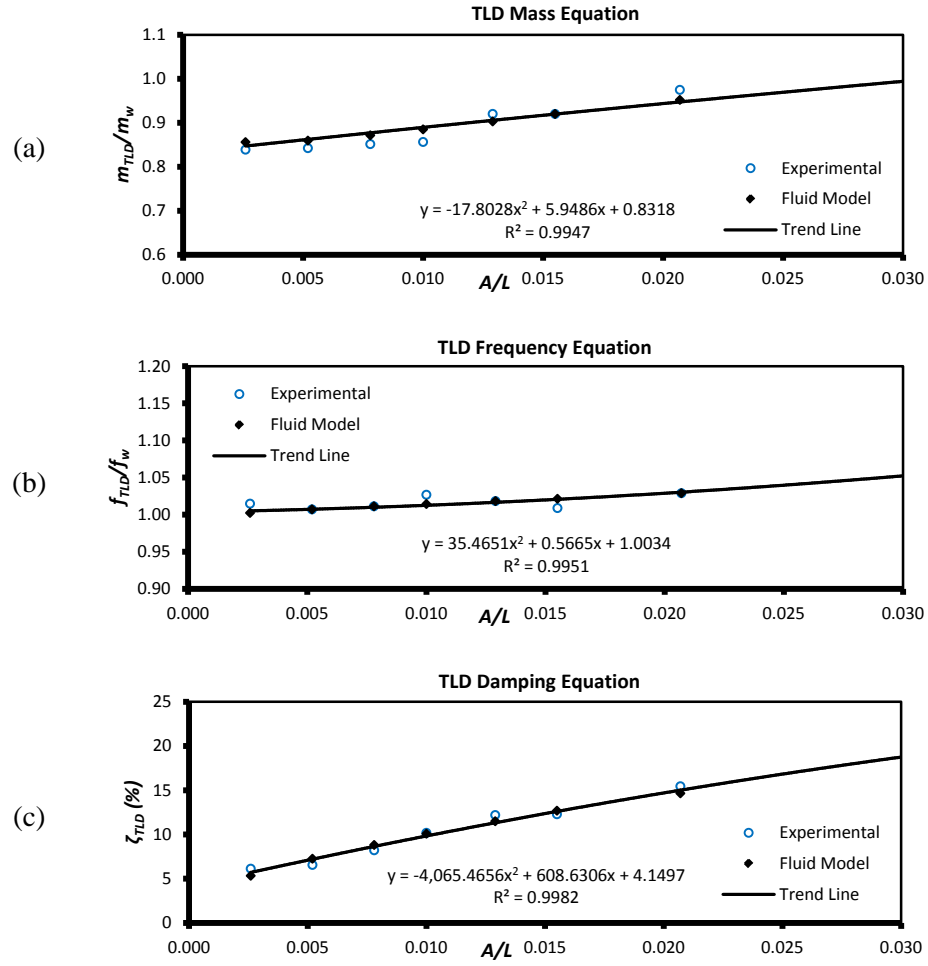 TLD Mass Equation
(a)
m_TLD/m_w
1.1
1.0
0.9
0.8
0.7
0.6
Experimental
Fluid Model
Trend Line
y = -17.8028x² + 5.9486x + 0.8318
R² = 0.9947
0.000 0.005 0.010 0.015 0.020 0.025 0.030
A/L
TLD Frequency Equation
(b)
f_TLD/f_w
1.20
1.15
1.10
1.05
1.00
0.95
0.90
Experimental
Fluid Model
Trend Line
y = 35.4651x² + 0.5665x + 1.0034
R² = 0.9951
0.000 0.005 0.010 0.015 0.020 0.025 0.030
A/L
TLD Damping Equation
(c)
ζ_TLD (%)
25
20
15
10
5
0
Experimental
Fluid Model
Trend Line
y = -4,065.4656x² + 608.6306x + 4.1497
R² = 0.9982
0.000 0.005 0.010 0.015 0.020 0.025 0.030
A/L